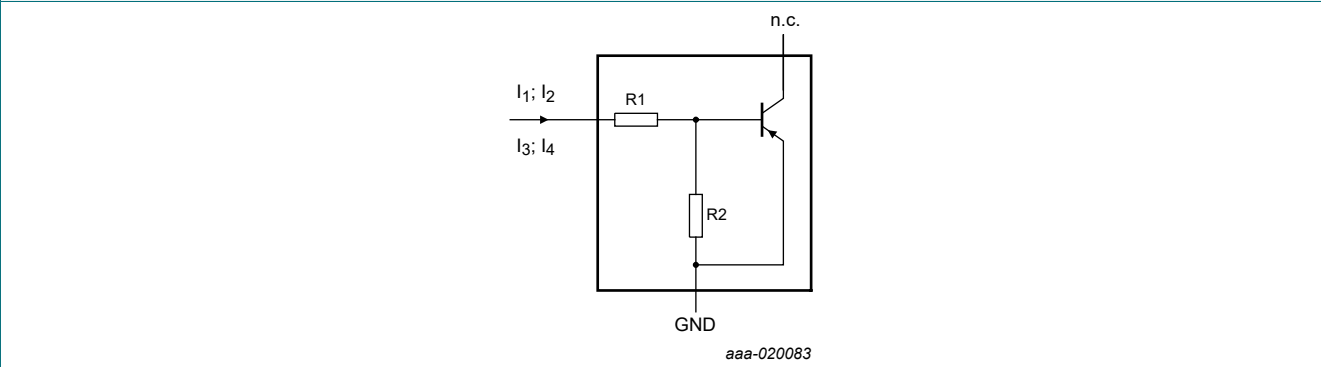 n.c.
I1; I2
R1
I3; I4
R2
GND
aaa-020083